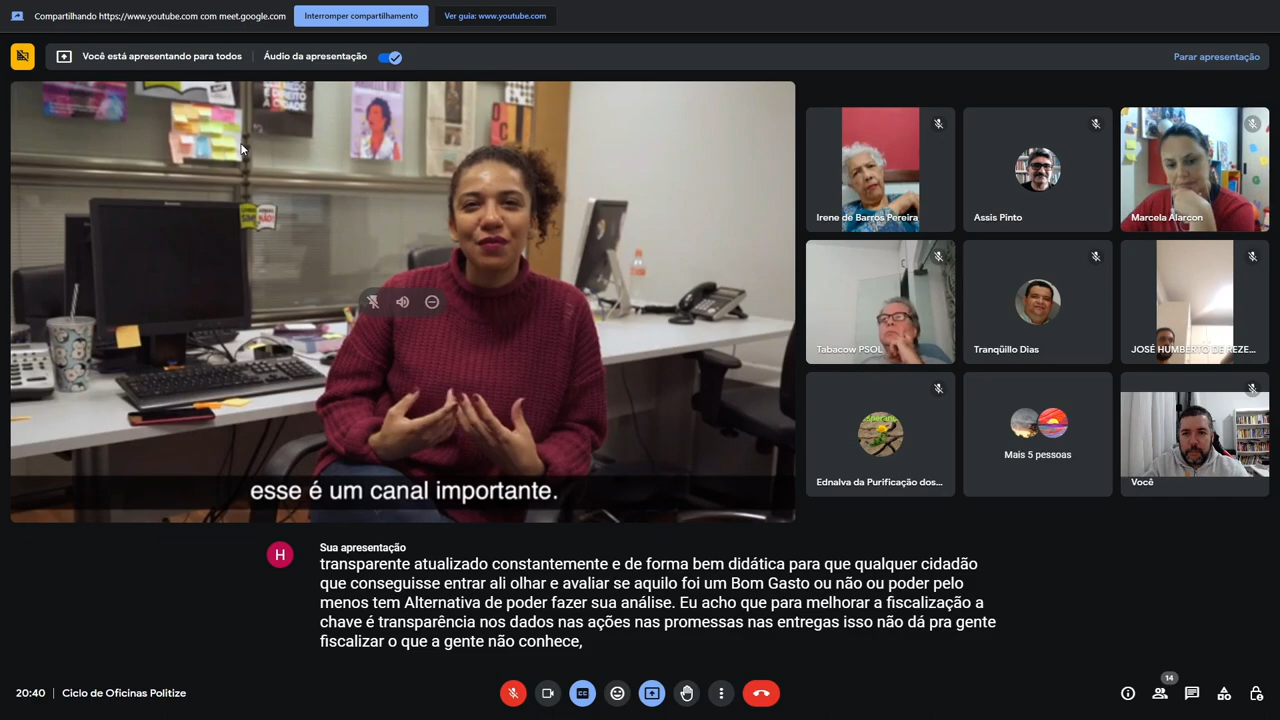 Compartilhando https://www.youtube.com com meet.google.com
Interromper compartilhamento
Ver guia: www.youtube.com
Você está apresentando para todos
Áudio da apresentação
Parar apresentação
Irene de Barros Pereira
Assis Pinto
Marcela Alarcon
Tabacow PSOL
Tranqüillo Dias
JOSÉ HUMBERTO DE REZE...
Ednalva da Purificação dos...
Mais 5 pessoas
Você
esse é um canal importante.
H
Sua apresentação
transparente atualizado constantemente e de forma bem didática para que qualquer cidadão
que conseguisse entrar ali olhar e avaliar se aquilo foi um Bom Gasto ou não ou poder pelo
menos tem Alternativa de poder fazer sua análise. Eu acho que para melhorar a fiscalização a
chave é transparência nos dados nas ações nas promessas nas entregas isso não dá pra gente
fiscalizar o que a gente não conhece,
20:40 | Ciclo de Oficinas Politize
CC
14